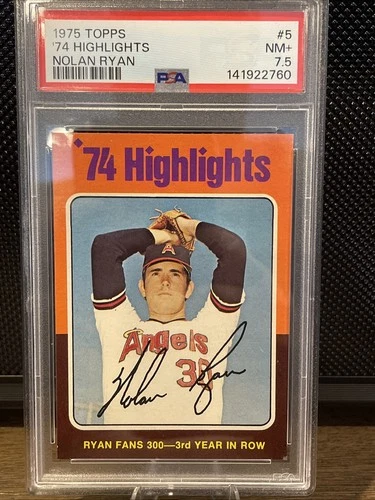 1975 TOPPS #5
'74 HIGHLIGHTS NM+
NOLAN RYAN 7.5
PSA 141922760
'74 Highlights
A
Angels
30
Nolan Ryan
RYAN FANS 300—3rd YEAR IN ROW